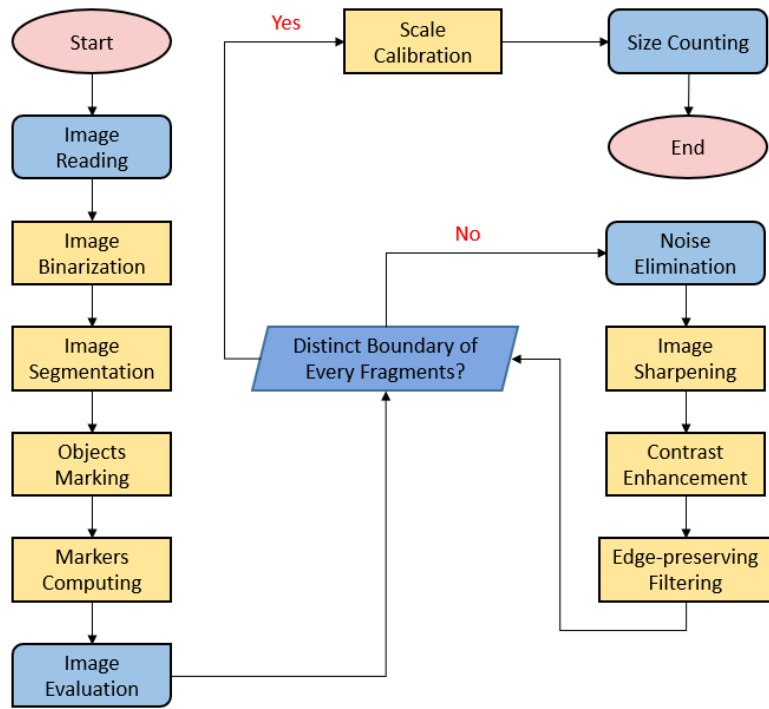 Start
Image
Reading
Image
Binarization
Image
Segmentation
Objects
Marking
Markers
Computing
Image
Evaluation
Distinct Boundary of
Every Fragments?
Yes
Scale
Calibration
Size Counting
End
No
Noise
Elimination
Image
Sharpening
Contrast
Enhancement
Edge-preserving
Filtering